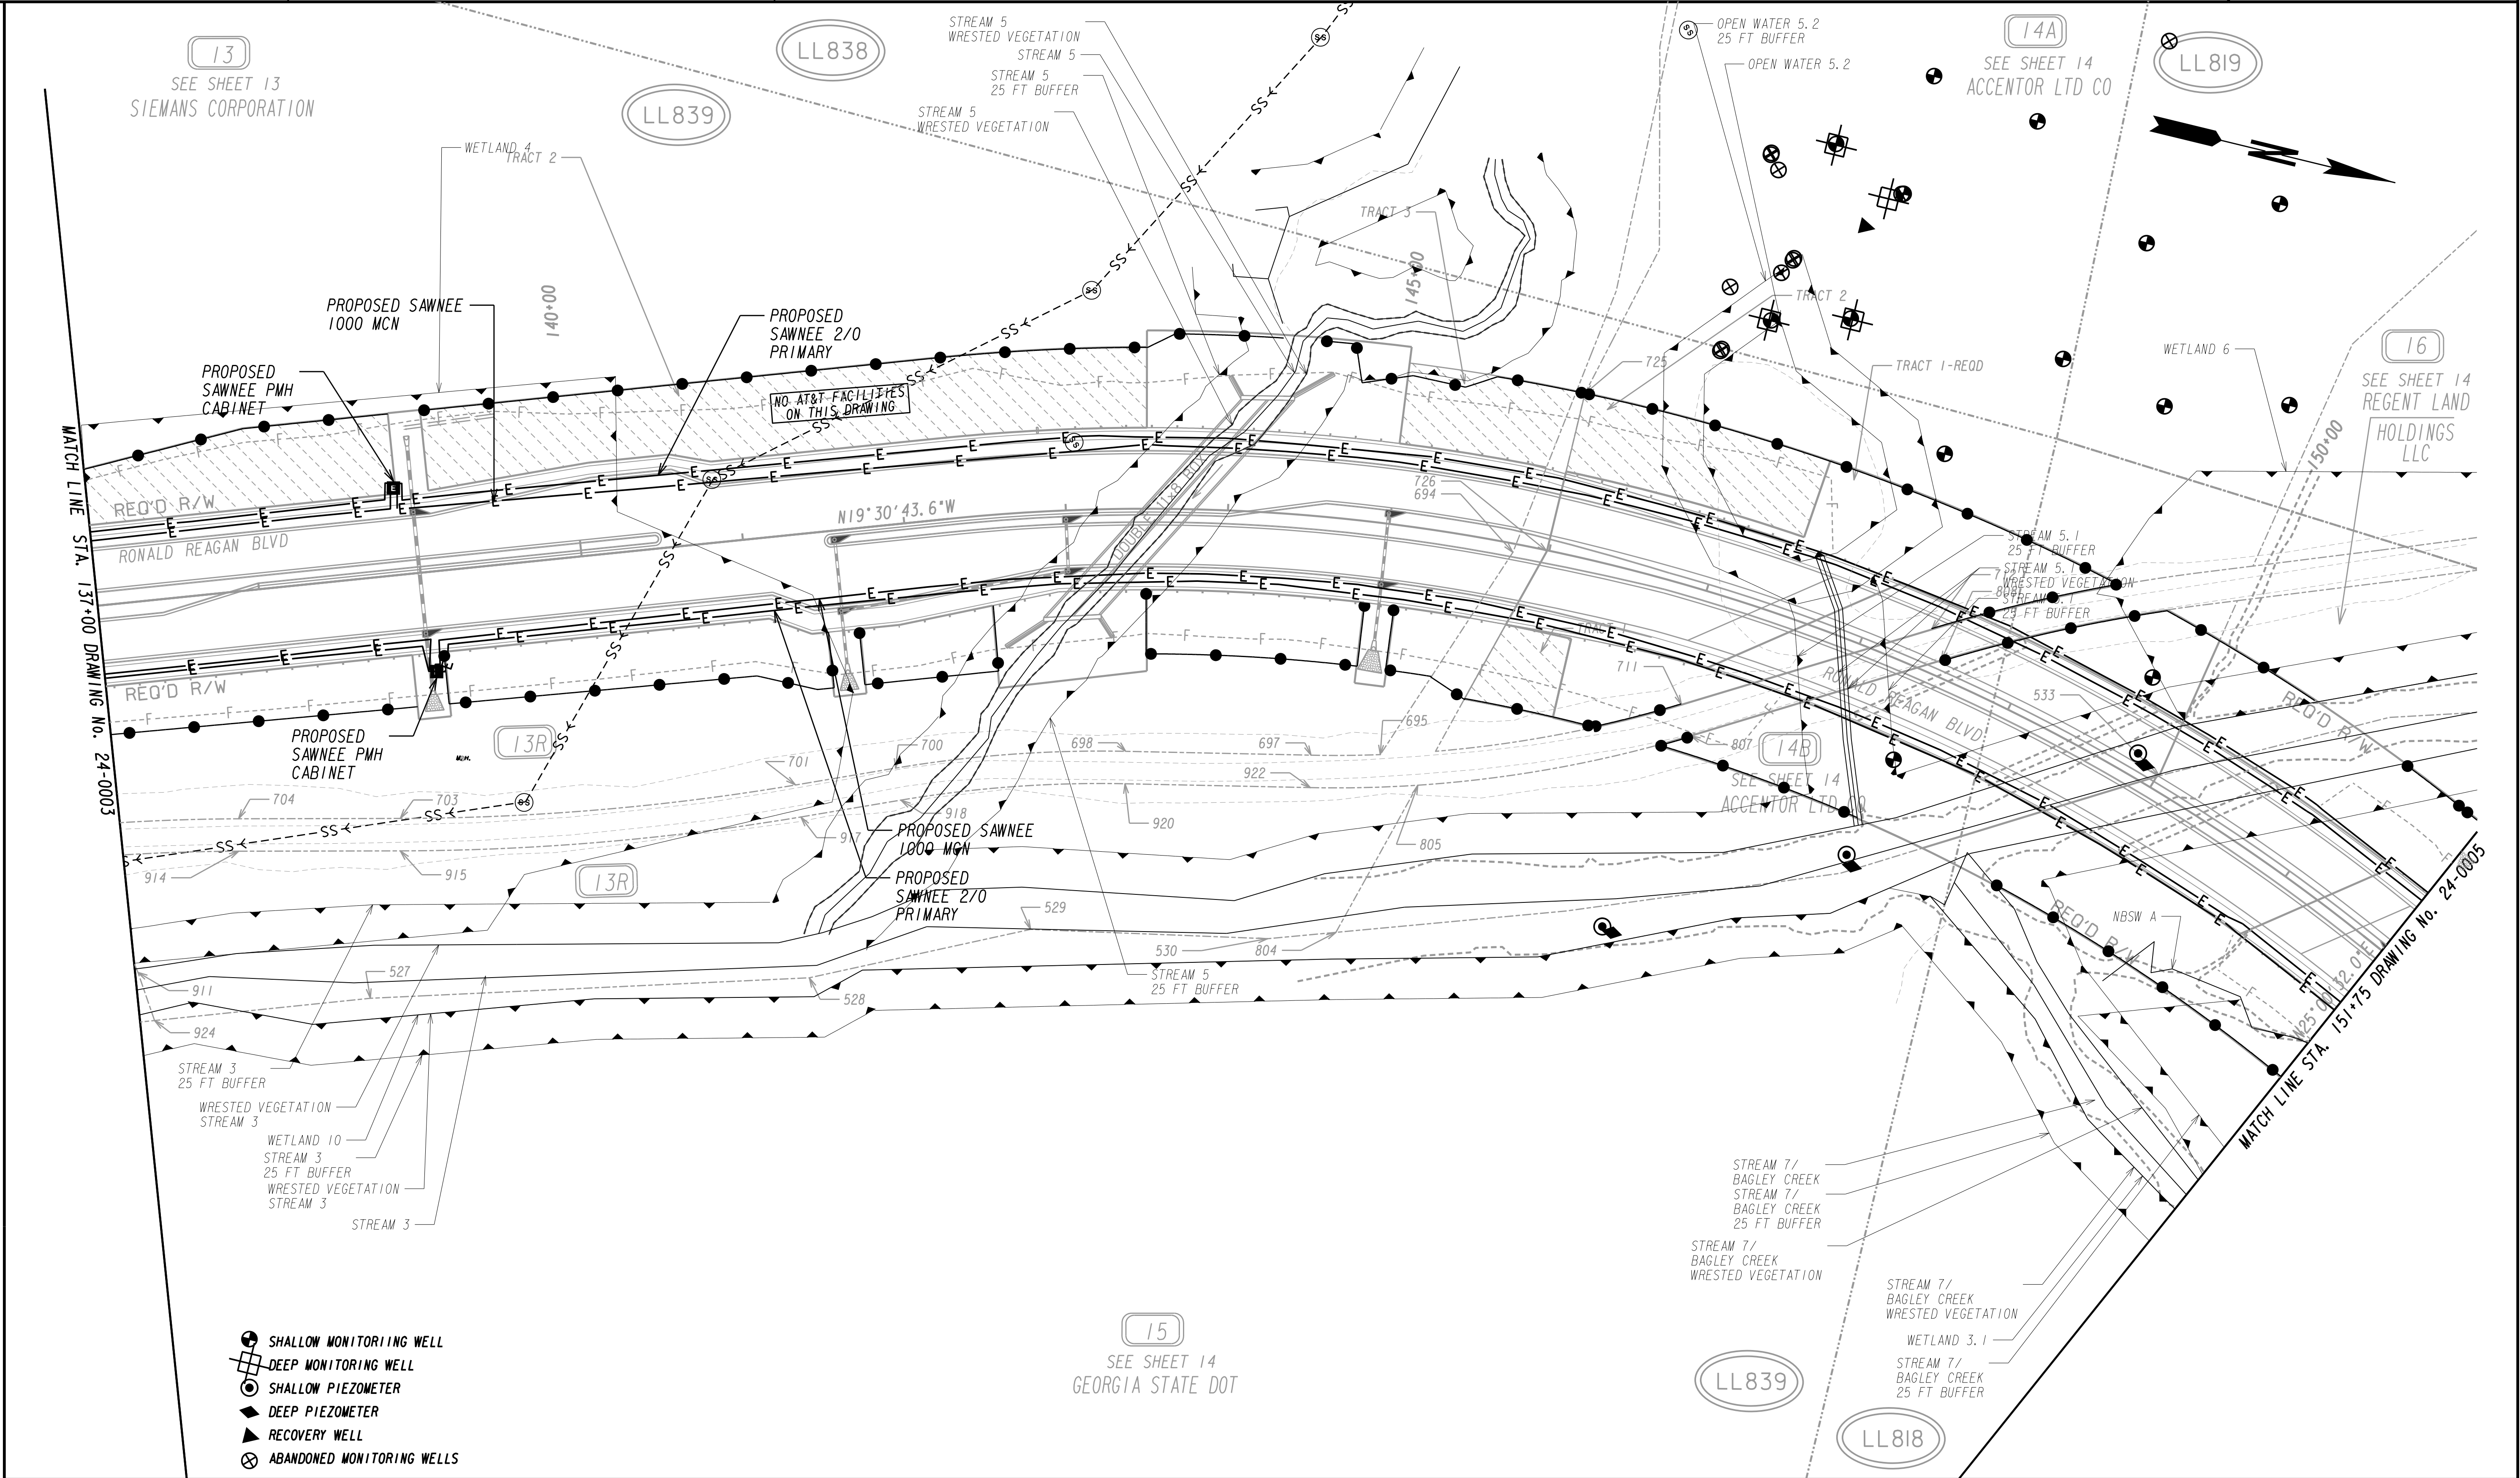 13
SEE SHEET 13
SIEMANS CORPORATION
LL838
LL839
STREAM 5
WRESTED VEGETATION
STREAM 5
STREAM 5
25 FT BUFFER
STREAM 5
WRESTED VEGETATION
SS
OPEN WATER 5.2
25 FT BUFFER
OPEN WATER 5.2
14A
SEE SHEET 14
ACCENTOR LTD CO
LL819
N
WETLAND 4
TRACT 2
TRACT 3
145+00
TRACT 2
140+00
PROPOSED SAWNEE
1000 MCN
PROPOSED
SAWNEE 2/0
PRIMARY
PROPOSED
SAWNEE PMH
CABINET
NO AT&T FACILITIES
ON THIS DRAWING
725
TRACT 1-REQD
WETLAND 6
16
SEE SHEET 14
REGENT LAND
HOLDINGS
LLC
150+00
MATCH LINE STA. 137+00 DRAWING No. 24-0003
REQ'D R/W
RONALD REAGAN BLVD
N19°30'43.6"W
DOUBLE 11x8 BOX
726
694
STREAM 5.1
25 FT BUFFER
STREAM 5.1
WRESTED VEGETATION
808
25 FT BUFFER
TRACT 1
REQ'D R/W
711
RONALD REAGAN BLVD
533
REQ'D R/W
PROPOSED
SAWNEE PMH
CABINET
13R
701
700
698
697
695
922
807
14B
SEE SHEET 14
ACCENTOR LTD CO
704
703
918
917
920
805
PROPOSED SAWNEE
1000 MCN
PROPOSED
SAWNEE 2/0
PRIMARY
914
915
13R
529
530
804
NBSW A
REQ'D R/W
911
527
528
924
STREAM 5
25 FT BUFFER
MATCH LINE STA. 151+75 DRAWING No. 24-0005
STREAM 3
25 FT BUFFER
WRESTED VEGETATION
STREAM 3
WETLAND 10
STREAM 3
25 FT BUFFER
WRESTED VEGETATION
STREAM 3
STREAM 3
STREAM 7/
BAGLEY CREEK
STREAM 7/
BAGLEY CREEK
25 FT BUFFER
STREAM 7/
BAGLEY CREEK
WRESTED VEGETATION
STREAM 7/
BAGLEY CREEK
WRESTED VEGETATION
WETLAND 3.1
STREAM 7/
BAGLEY CREEK
25 FT BUFFER
15
SEE SHEET 14
GEORGIA STATE DOT
LL839
LL818
SHALLOW MONITORIING WELL
DEEP MONITORING WELL
SHALLOW PIEZOMETER
DEEP PIEZOMETER
RECOVERY WELL
ABANDONED MONITORING WELLS